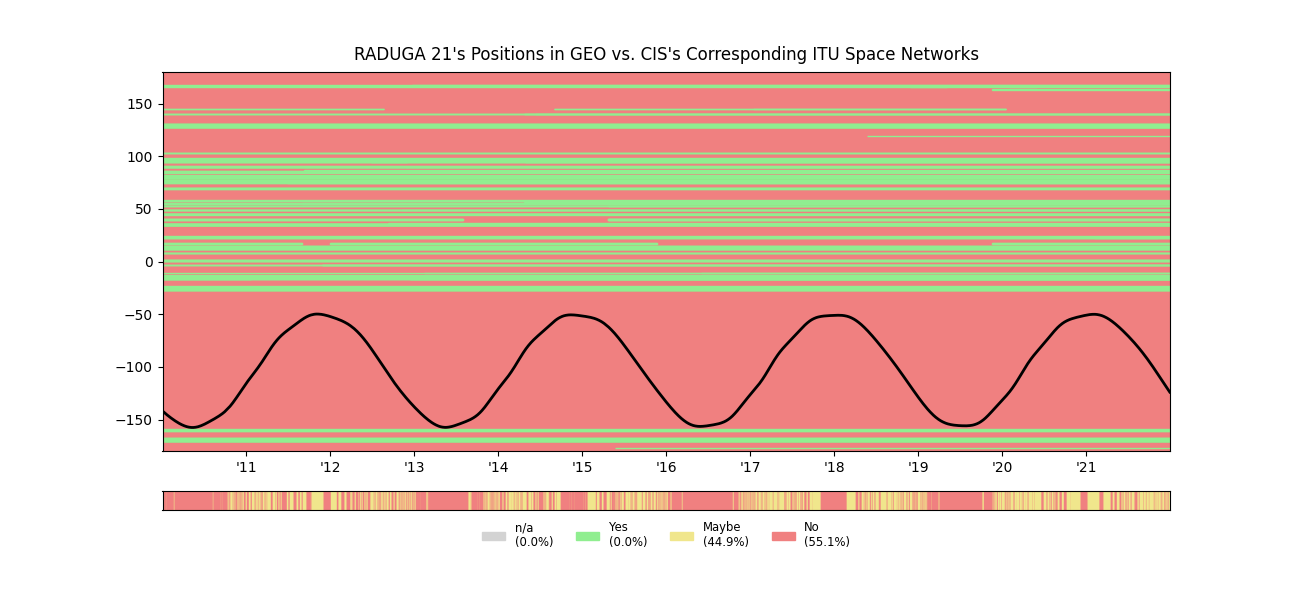 RADUGA 21's Positions in GEO vs. CIS's Corresponding ITU Space Networks
150
100
50
0
−50
−100
−150
'11 '12 '13 '14 '15 '16 '17 '18 '19 '20 '21
n/a Yes Maybe No
(0.0%) (0.0%) (44.9%) (55.1%)